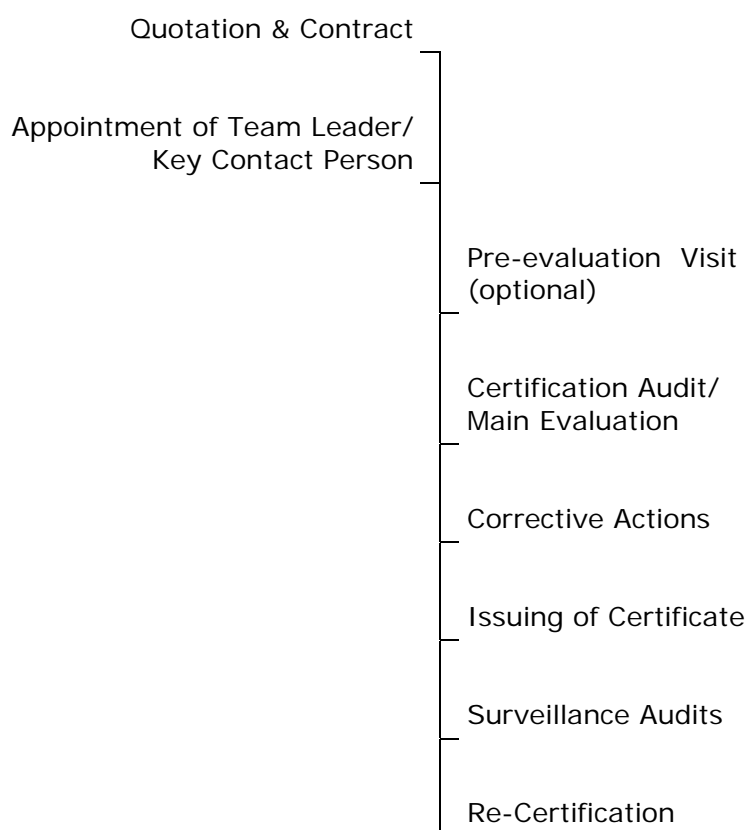 Quotation & Contract
Appointment of Team Leader/
Key Contact Person
Pre-evaluation Visit
(optional)
Certification Audit/
Main Evaluation
Corrective Actions
Issuing of Certificate
Surveillance Audits
Re-Certification